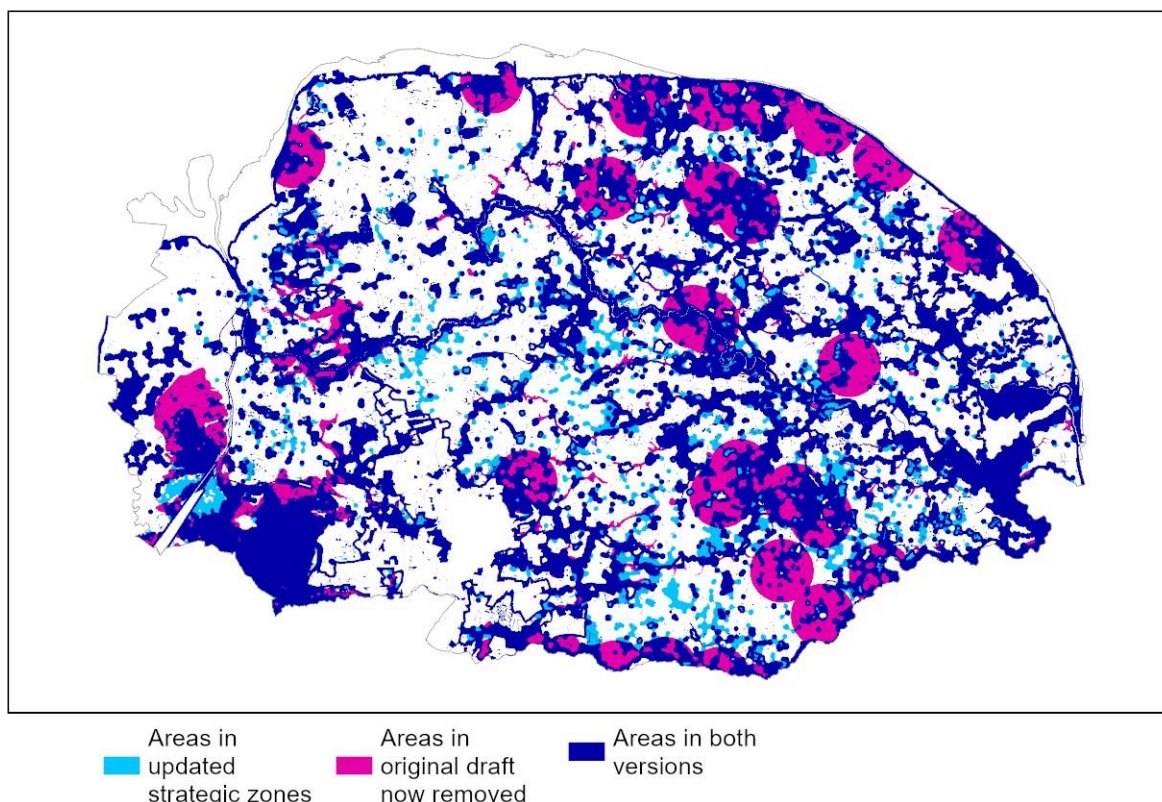 Areas in
updated
strategic zones
Areas in
original draft
now removed
Areas in both
versions